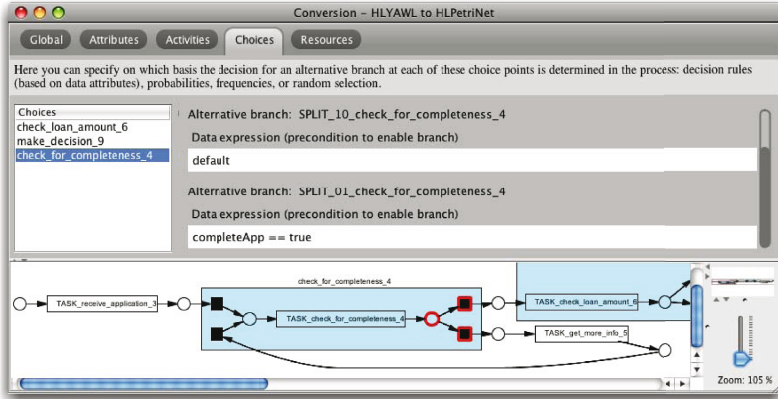 Conversion – HLYAWL to HLPetriNet
Global Attributes Activities Choices Resources
Here you can specify on which basis the decision for an alternative branch at each of these choice points is determined in the process: decision rules
(based on data attributes), probabilities, frequencies, or random selection.
Choices
check_loan_amount_6
make_decision_9
check_for_completeness_4
Alternative branch: SPLIT_10_check_for_completeness_4
Data expression (precondition to enable branch)
default
Alternative branch: SPLIT_01_check_for_completeness_4
Data expression (precondition to enable branch)
completeApp == true
check_for_completeness_4
TASK_receive_application_3
TASK_check_for_completeness_4
TASK_check_loan_amount_6
TASK_get_more_info_5
Zoom: 105 %